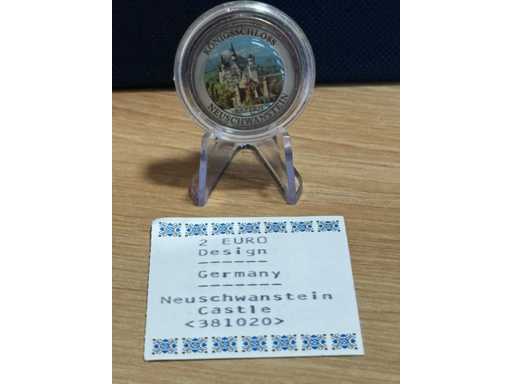 KÖNIGSSCHLOSS
NEUSCHWANSTEIN
2 EURO
Design
------
Germany
-------
Neuschwanstein
Castle
<381020>